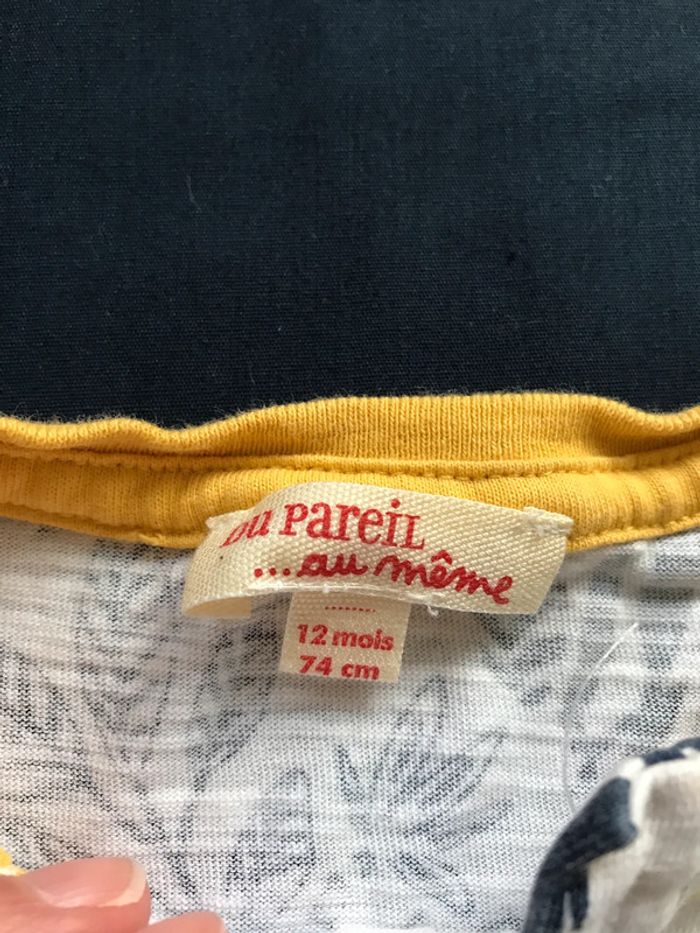 Du PareiL
...au même
12 mois
74 cm